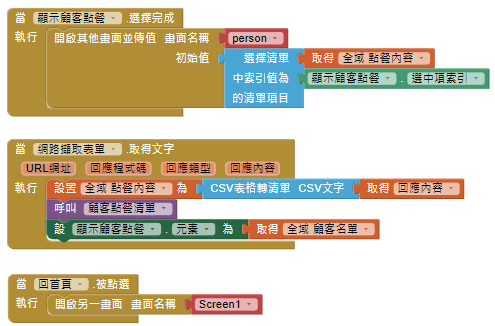 當 顯示顧客點餐 .選擇完成
執行 開啟其他畫面並傳值 畫面名稱 person
初始值 選擇清單 取得 全域 點餐內容
中索引值為 顯示顧客點餐 . 選中項索引
的清單項目
當 網路擷取表單 .取得文字
URL網址 回應程式碼 回應類型 回應內容
執行 設置 全域 點餐內容 為 CSV表格轉清單 CSV文字 取得 回應內容
呼叫 顧客點餐清單
設 顯示顧客點餐 . 元素 為 取得 全域 顧客名單
當 回首頁 .被點選
執行 開啟另一畫面 畫面名稱 Screen1